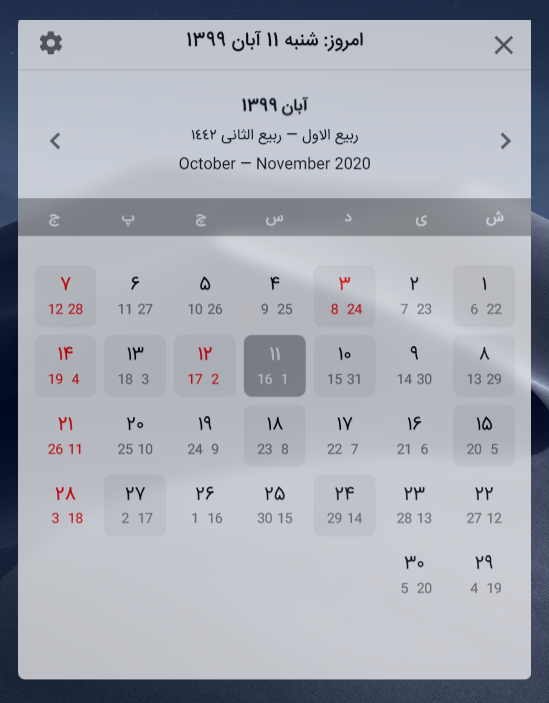 امروز: شنبه ۱۱ آبان ۱۳۹۹
آبان ۱۳۹۹
ربیع الاول – ربیع الثانی ١٤٤٢
October – November 2020
ش ی د س چ پ ج
۱ ۲ ۳ ۴ ۵ ۶ ۷
6 22 7 23 8 24 9 25 10 26 11 27 12 28
۸ ۹ ۱۰ ۱۱ ۱۲ ۱۳ ۱۴
13 29 14 30 15 31 16 1 17 2 18 3 19 4
۱۵ ۱۶ ۱۷ ۱۸ ۱۹ ۲۰ ۲۱
20 5 21 6 22 7 23 8 24 9 25 10 26 11
۲۲ ۲۳ ۲۴ ۲۵ ۲۶ ۲۷ ۲۸
27 12 28 13 29 14 30 15 1 16 2 17 3 18
۲۹ ۳۰
4 19 5 20